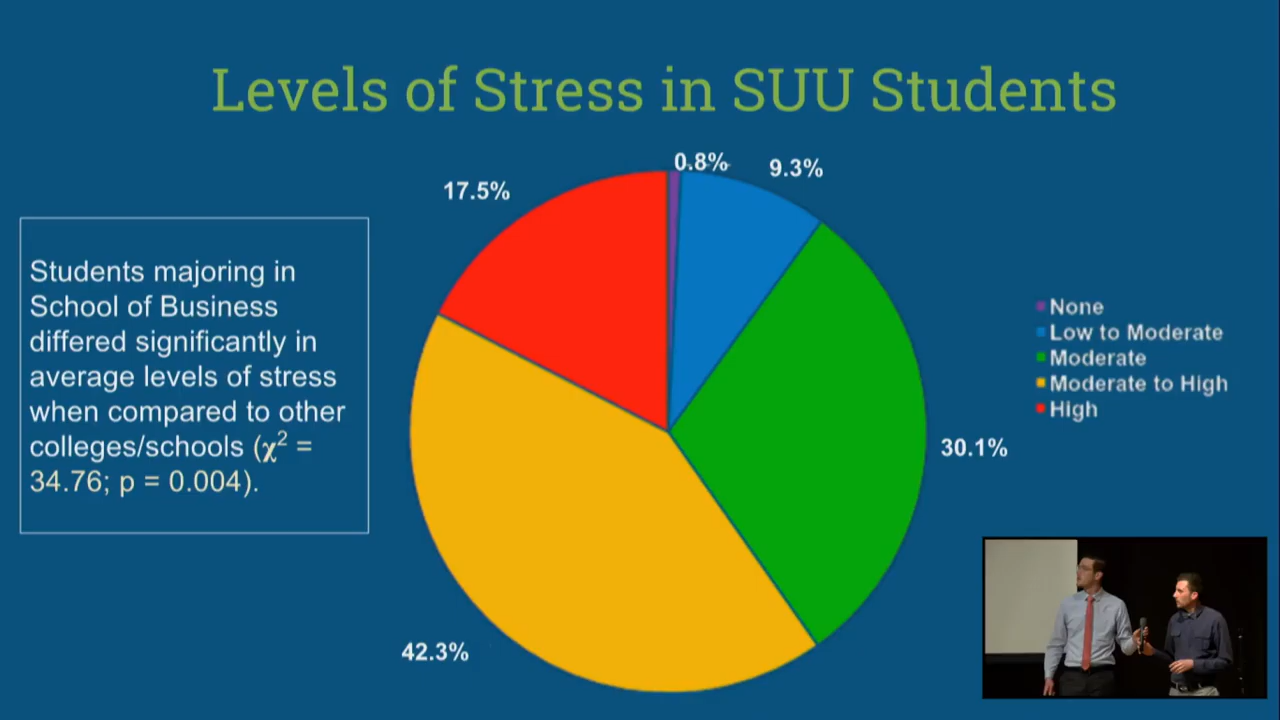 Levels of Stress in SUU Students
0.8%
9.3%
17.5%
Students majoring in
School of Business
differed significantly in
average levels of stress
when compared to other
colleges/schools (χ² =
34.76; p = 0.004).
None
Low to Moderate
Moderate
Moderate to High
High
30.1%
42.3%